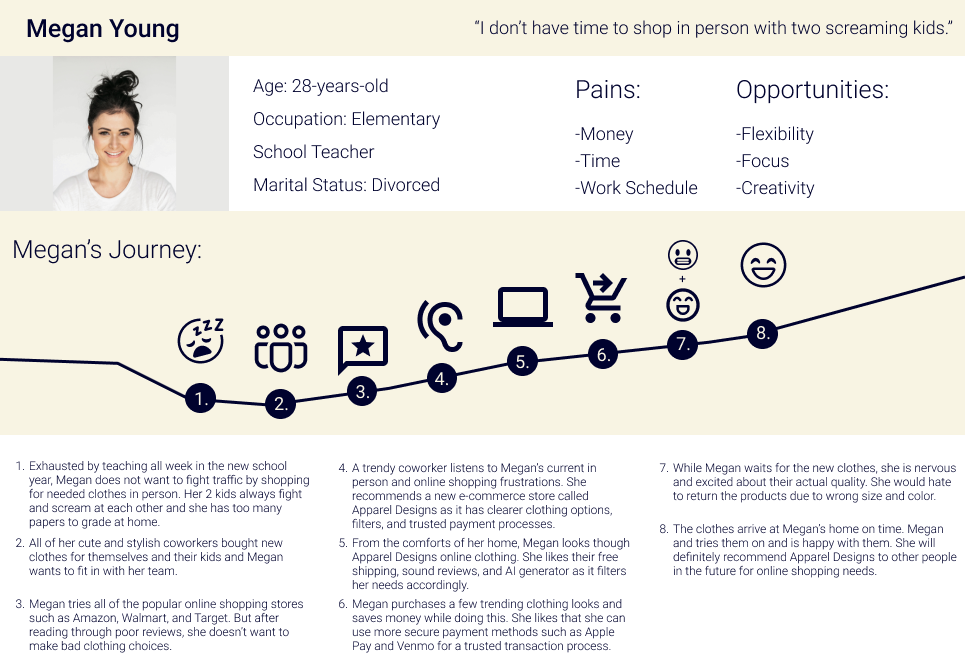 Megan Young
“I don’t have time to shop in person with two screaming kids.”
Age: 28-years-old
Occupation: Elementary
School Teacher
Marital Status: Divorced
Pains:
-Money
-Time
-Work Schedule
Opportunities:
-Flexibility
-Focus
-Creativity
Megan’s Journey:
z z z
+
1.
2.
3.
4.
5.
6.
7.
8.
1. Exhausted by teaching all week in the new school
year, Megan does not want to fight traffic by shopping
for needed clothes in person. Her 2 kids always fight
and scream at each other and she has too many
papers to grade at home.
2. All of her cute and stylish coworkers bought new
clothes for themselves and their kids and Megan
wants to fit in with her team.
3. Megan tries all of the popular online shopping stores
such as Amazon, Walmart, and Target. But after
reading through poor reviews, she doesn’t want to
make bad clothing choices.
4. A trendy coworker listens to Megan’s current in
person and online shopping frustrations. She
recommends a new e-commerce store called
Apparel Designs as it has clearer clothing options,
filters, and trusted payment processes.
5. From the comforts of her home, Megan looks though
Apparel Designs online clothing. She likes their free
shipping, sound reviews, and AI generator as it filters
her needs accordingly.
6. Megan purchases a few trending clothing looks and
saves money while doing this. She likes that she can
use more secure payment methods such as Apple
Pay and Venmo for a trusted transaction process.
7. While Megan waits for the new clothes, she is nervous
and excited about their actual quality. She would hate
to return the products due to wrong size and color.
8. The clothes arrive at Megan’s home on time. Megan
and tries them on and is happy with them. She will
definitely recommend Apparel Designs to other people
in the future for online shopping needs.